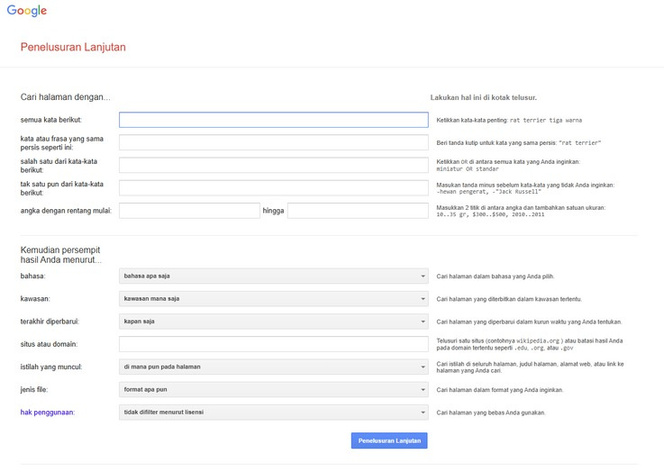 Google
Penelusuran Lanjutan
Cari halaman dengan...
Lakukan hal ini di kotak telusur.
semua kata berikut:
Ketikkan kata-kata penting: rat terrier tiga warna
kata atau frasa yang sama
persis seperti ini:
Beri tanda kutip untuk kata yang sama persis: "rat terrier"
salah satu dari kata-kata
berikut:
Ketikkan OR di antara semua kata yang Anda inginkan:
miniatur OR standar
tak satu pun dari kata-kata
berikut:
Masukan tanda minus sebelum kata-kata yang tidak Anda inginkan:
-hewan pengerat, -"Jack Russell"
angka dengan rentang mulai:
hingga
Masukkan 2 titik di antara angka dan tambahkan satuan ukuran:
10..35 gr, $300..$500, 2010..2011
Kemudian persempit
hasil Anda menurut...
bahasa:
bahasa apa saja
Cari halaman dalam bahasa yang Anda pilih.
kawasan:
kawasan mana saja
Cari halaman yang diterbitkan dalam kawasan tertentu.
terakhir diperbarui:
kapan saja
Cari halaman yang diperbarui dalam kurun waktu yang Anda tentukan.
situs atau domain:
Telusuri satu situs (contohnya wikipedia.org ) atau batasi hasil Anda
pada domain tertentu seperti .edu, .org, atau .gov
istilah yang muncul:
di mana pun pada halaman
Cari istilah di seluruh halaman, judul halaman, alamat web, atau link ke
halaman yang Anda cari.
jenis file:
format apa pun
Cari halaman dalam format yang Anda inginkan.
hak penggunaan:
tidak difilter menurut lisensi
Cari halaman yang bebas Anda gunakan.
Penelusuran Lanjutan